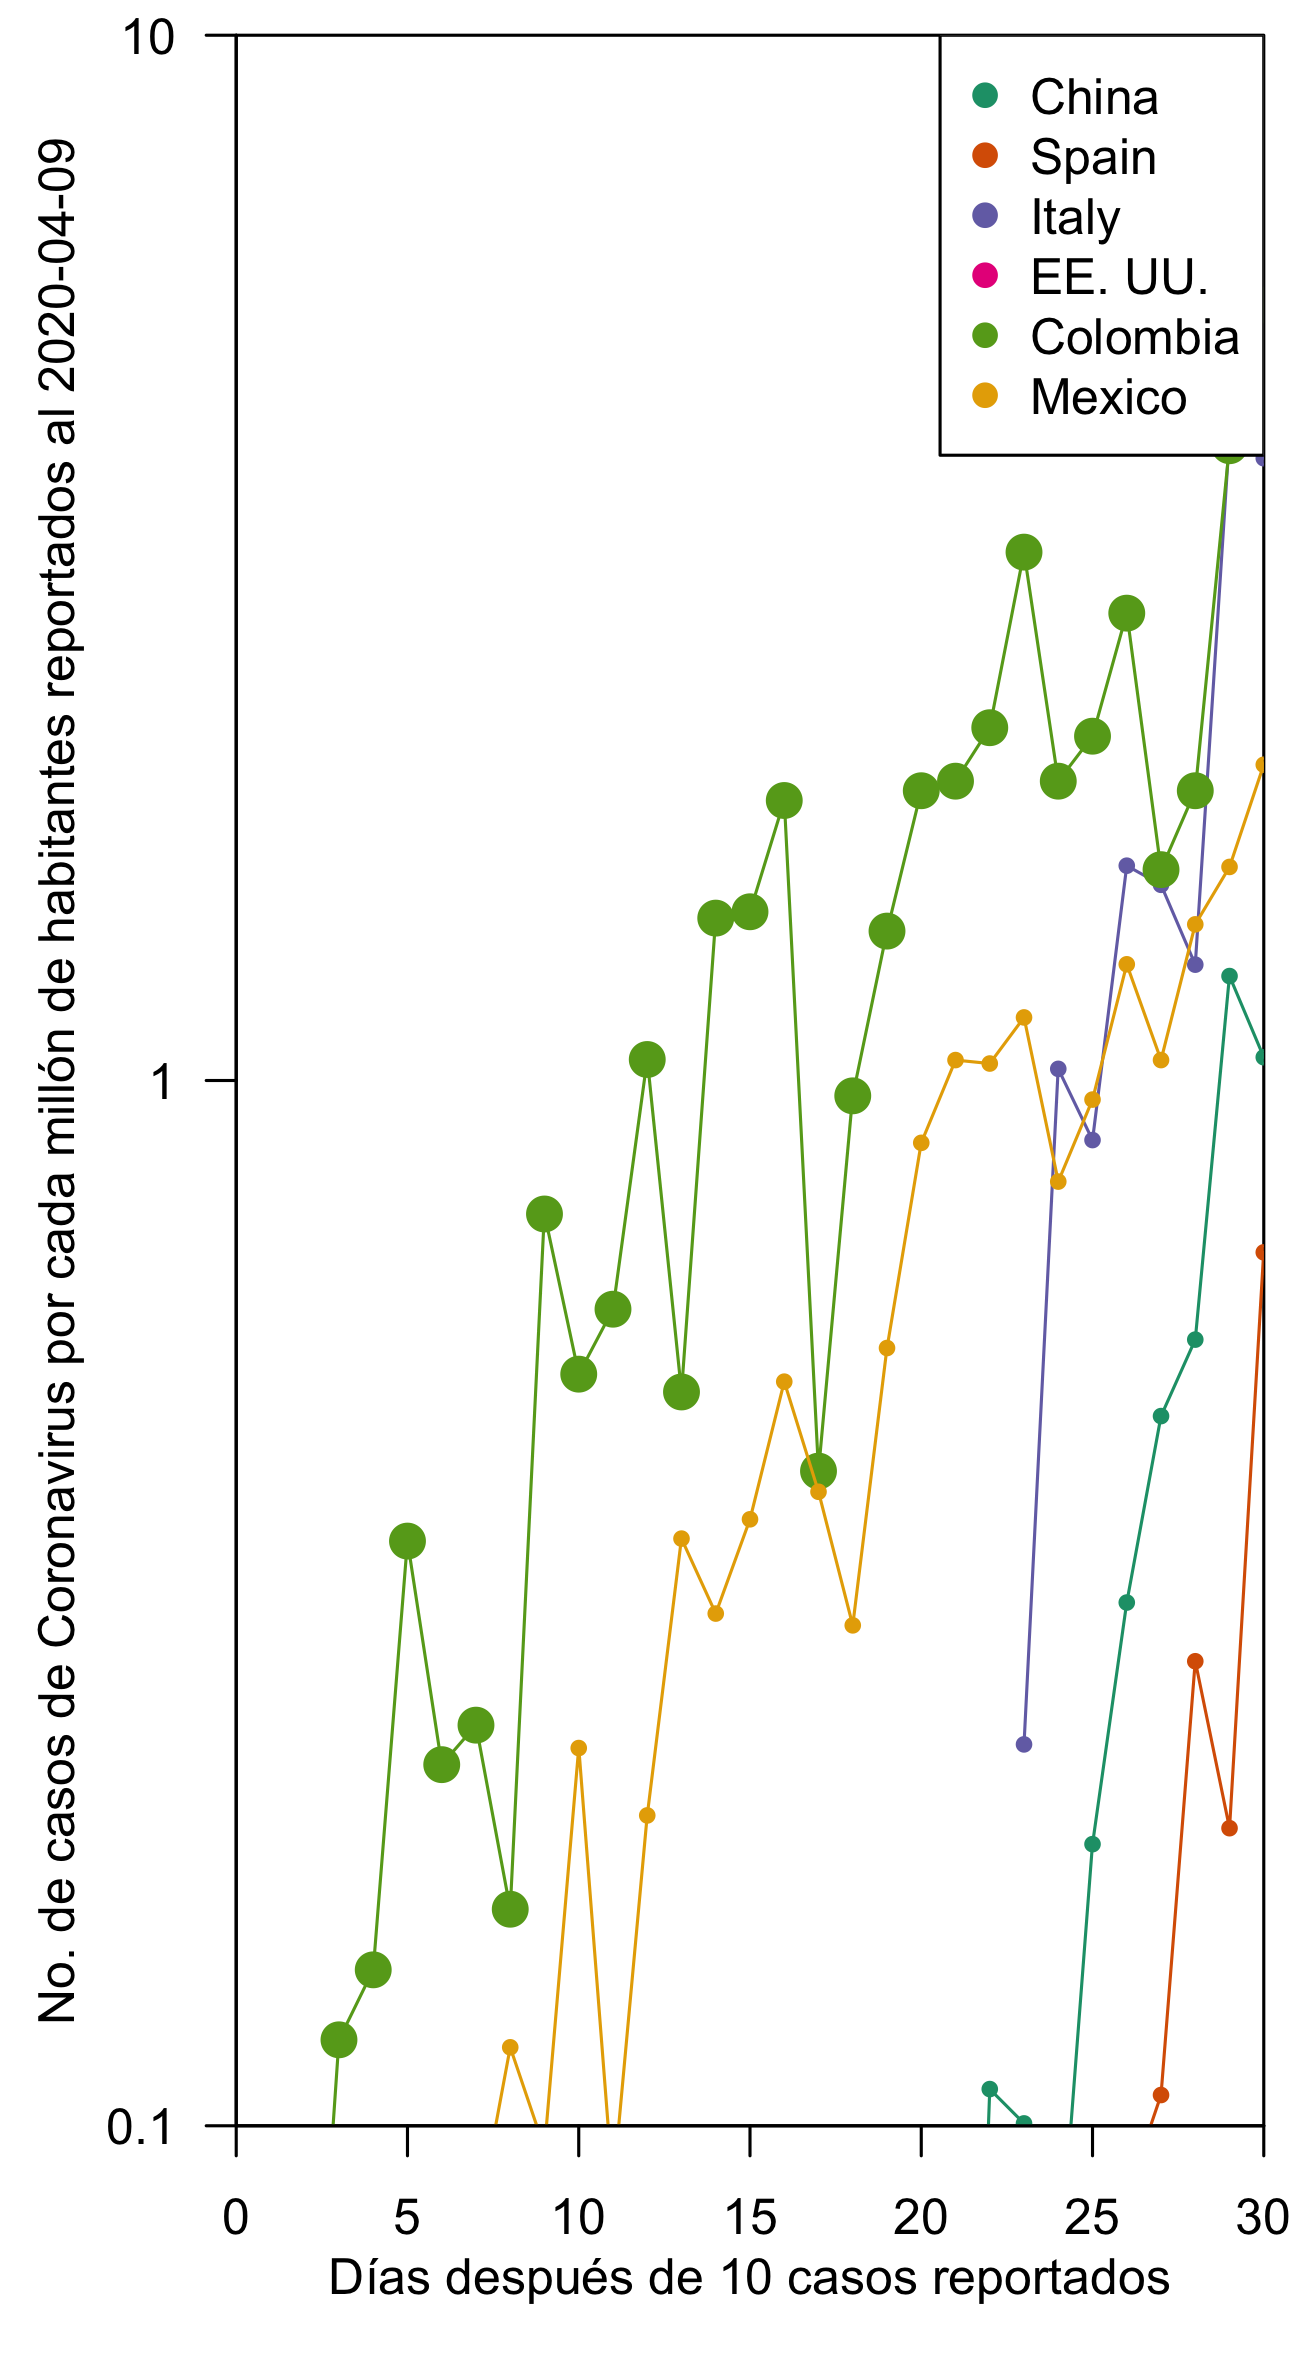 No. de casos de Coronavirus por cada millón de habitantes reportados al 2020-04-09
10
1
0.1
China
Spain
Italy
EE. UU.
Colombia
Mexico
0 5 10 15 20 25 30
Días después de 10 casos reportados